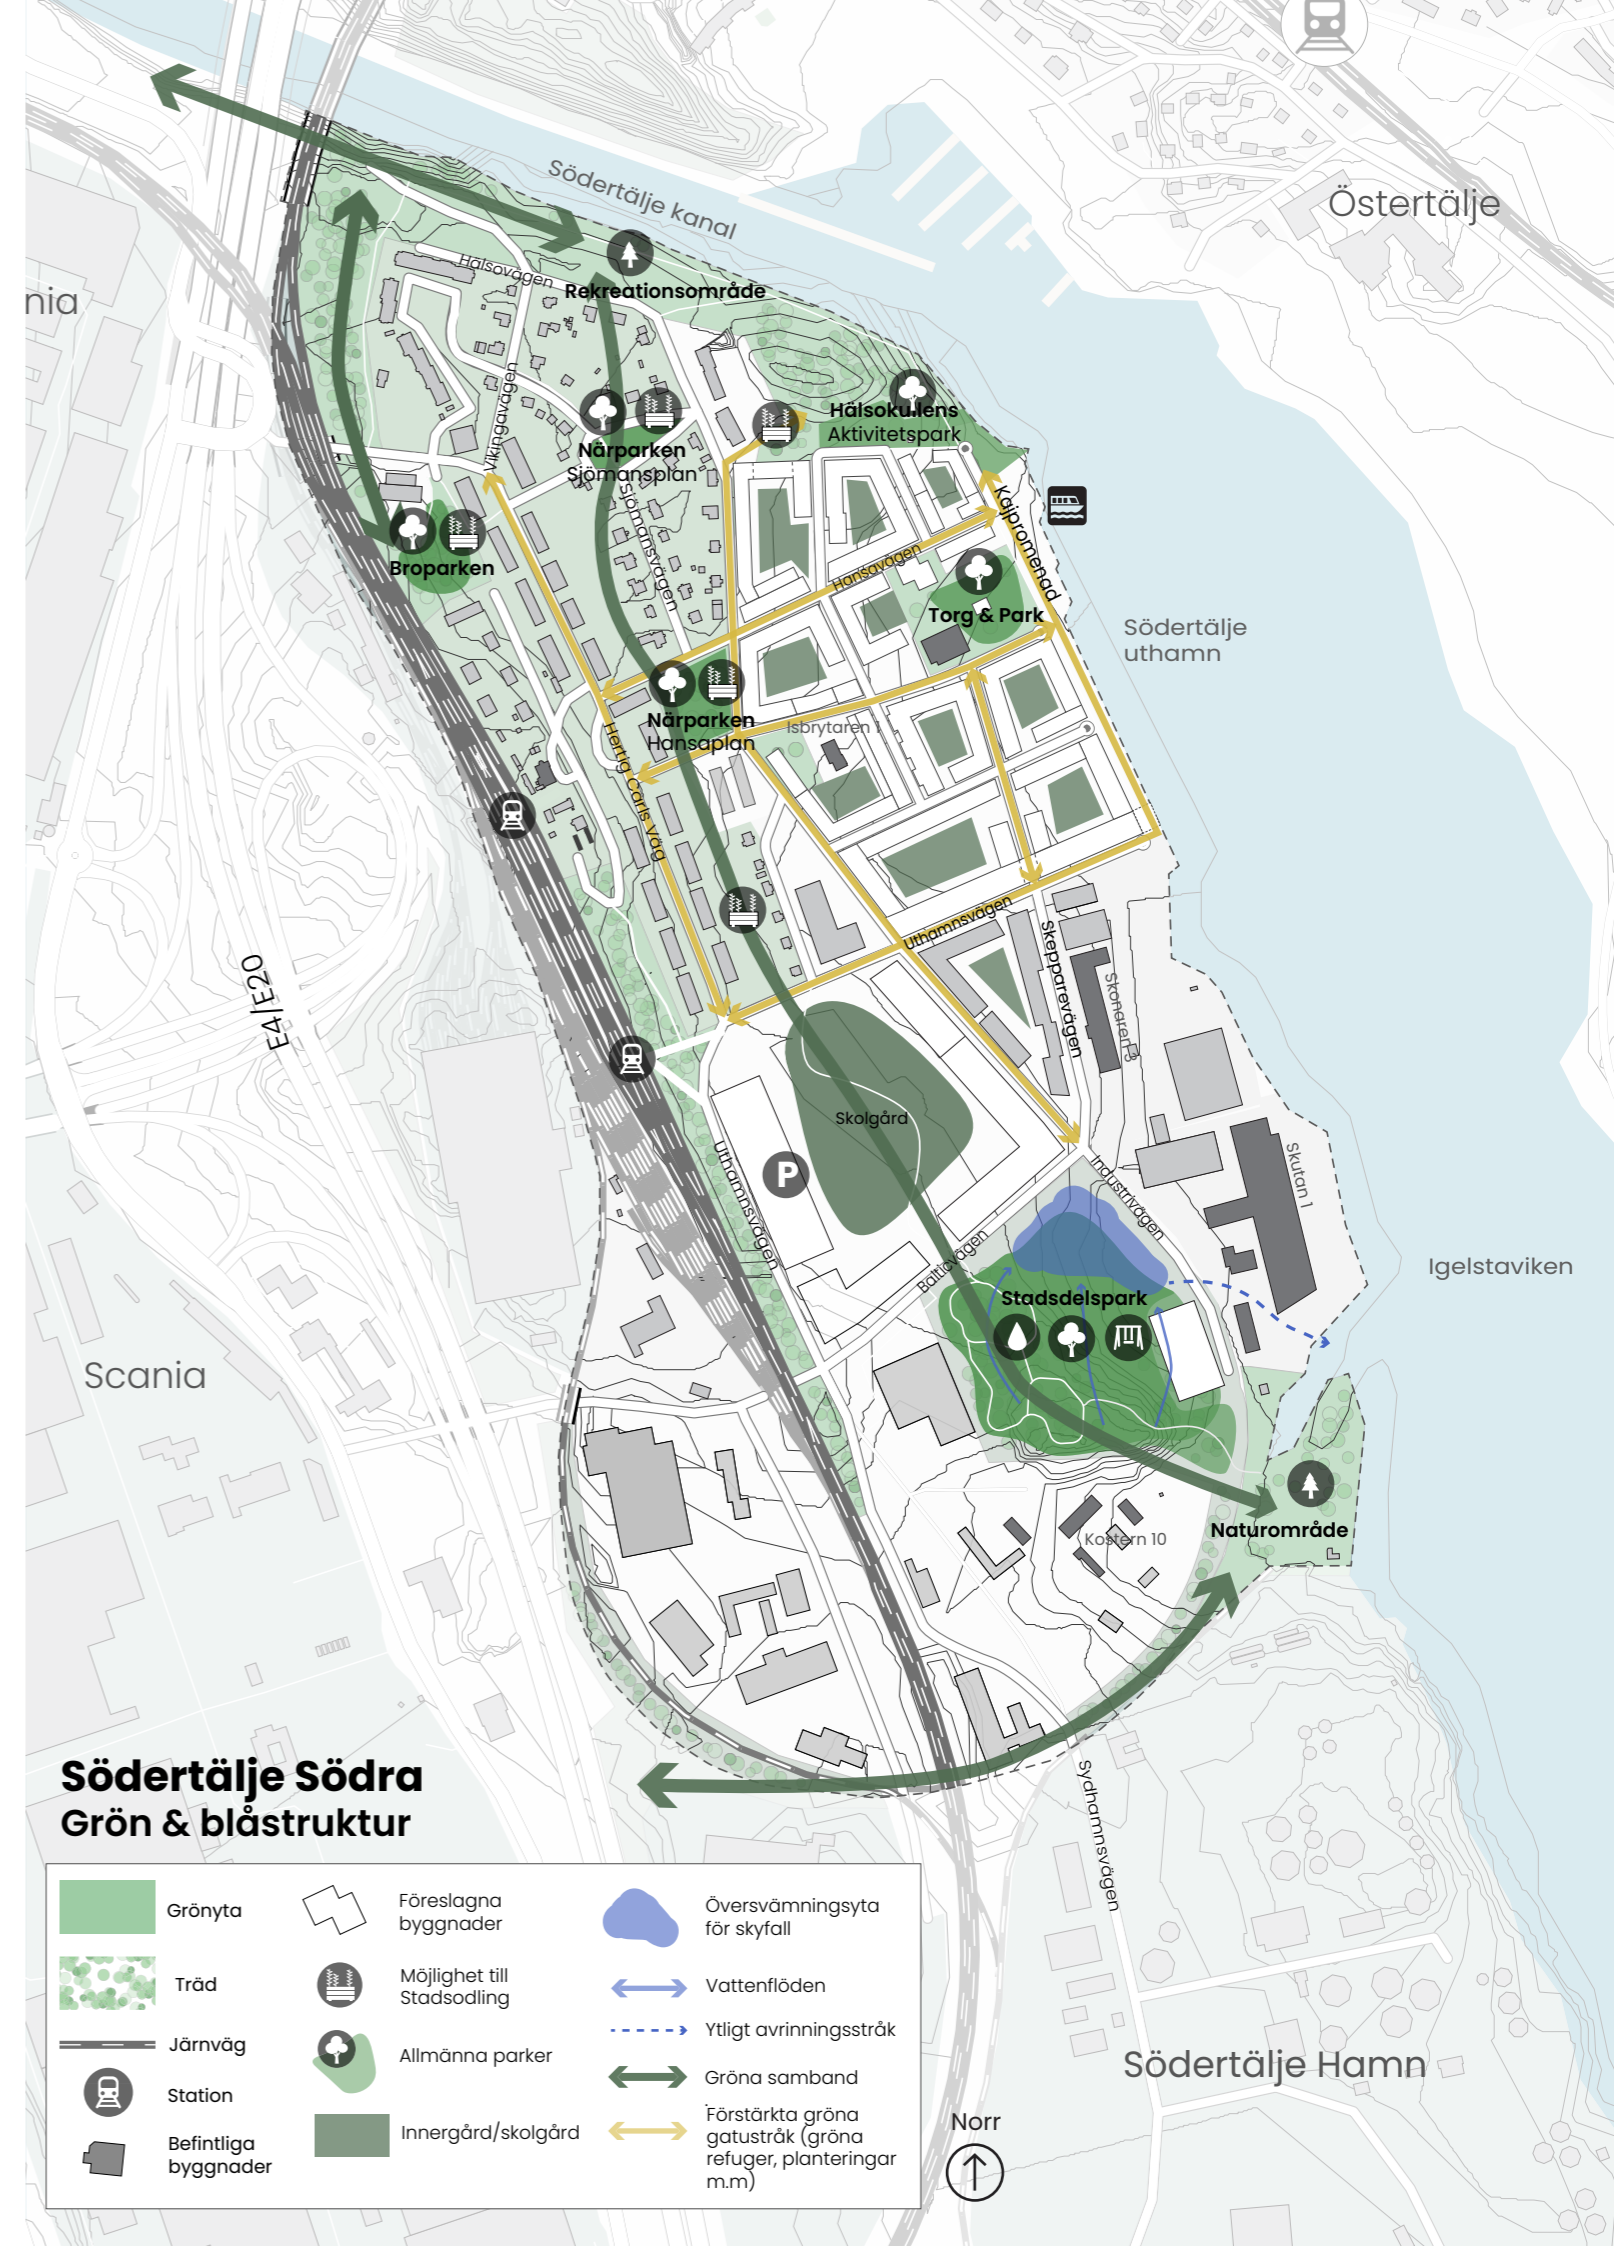 Östertälje
Södertälje kanal
nia
Hälsovägen
Rekreationsområde
Vikingavägen
Hälsokullens
Aktivitetspark
Närparken
Sjömansplan
Sjömansvägen
Kajpromenad
Broparken
Hansavägen
Torg & Park
Södertälje
uthamn
Närparken
Hansaplan
Isbrytaren 1
Hertig Carls väg
Uthamnsvägen
Skepparevägen
Skonaren 3
E4/E20
Skolgård
P
Uthamnsvägen
Industrivägen
Skutan 1
Balticvägen
Igelstaviken
Stadsdelspark
Scania
Naturområde
Kostern 10
Sydhamnsvägen
Södertälje Hamn
Norr
Södertälje Södra
Grön & blåstruktur
Grönyta
Träd
Järnväg
Station
Befintliga
byggnader
Föreslagna
byggnader
Möjlighet till
Stadsodling
Allmänna parker
Innergård/skolgård
Översvämningsyta
för skyfall
Vattenflöden
Ytligt avrinningsstråk
Gröna samband
Förstärkta gröna
gatustråk (gröna
refuger, planteringar
m.m)